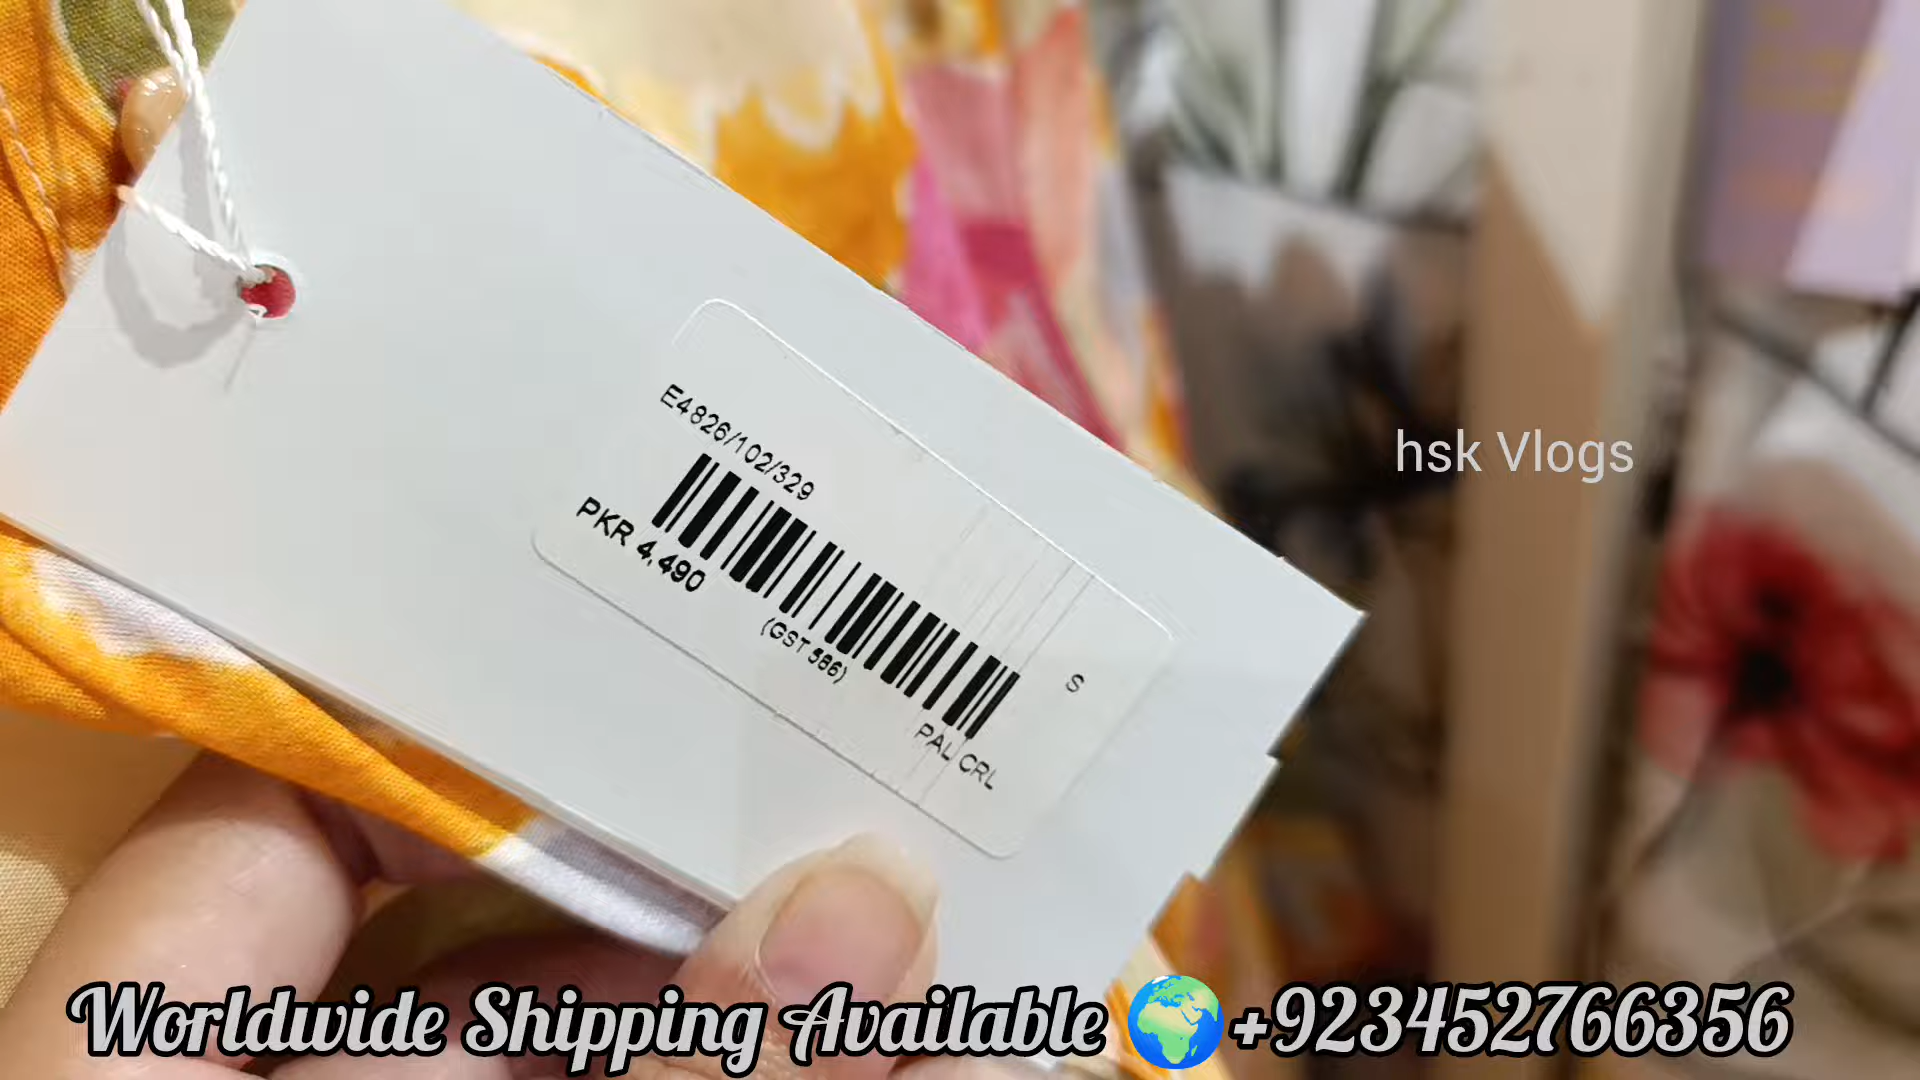 E4826/102/329
PKR 4,490
(GST 586)
PAL CRL
S
hsk Vlogs
Worldwide Shipping Available 🌍 +923452766356